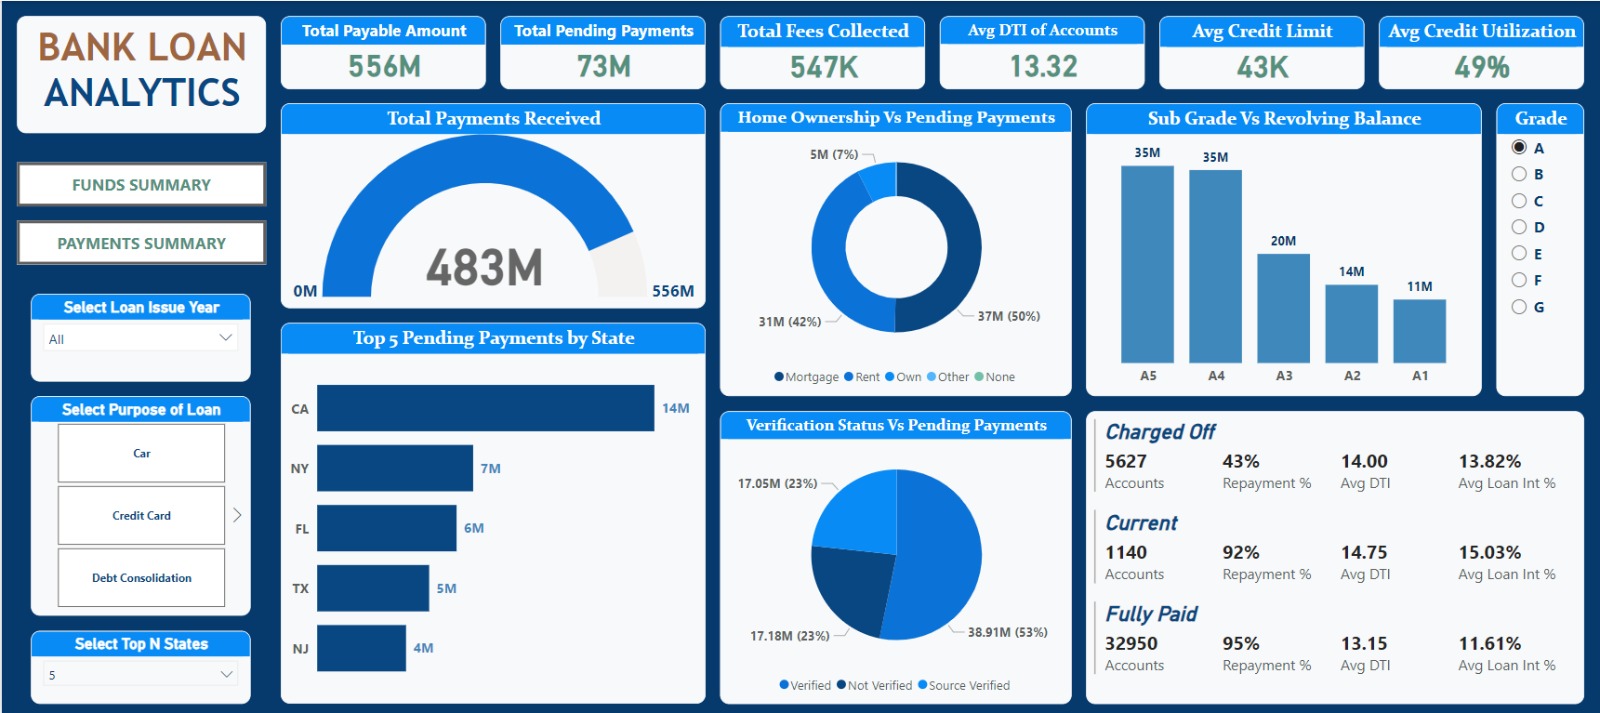 BANK LOAN
ANALYTICS
FUNDS SUMMARY
PAYMENTS SUMMARY
Select Loan Issue Year
All
Select Purpose of Loan
Car
Credit Card
Debt Consolidation
Select Top N States
5
Total Payable Amount
556M
Total Pending Payments
73M
Total Fees Collected
547K
Avg DTI of Accounts
13.32
Avg Credit Limit
43K
Avg Credit Utilization
49%
Total Payments Received
483M
0M
556M
Top 5 Pending Payments by State
CA 14M
NY 7M
FL 6M
TX 5M
NJ 4M
Home Ownership Vs Pending Payments
5M (7%)
31M (42%)
37M (50%)
Mortgage Rent Own Other None
Verification Status Vs Pending Payments
17.05M (23%)
17.18M (23%)
38.91M (53%)
Verified Not Verified Source Verified
Sub Grade Vs Revolving Balance
35M 35M 20M 14M 11M
A5 A4 A3 A2 A1
Grade
A
B
C
D
E
F
G
Charged Off
5627 43% 14.00 13.82%
Accounts Repayment % Avg DTI Avg Loan Int %
Current
1140 92% 14.75 15.03%
Accounts Repayment % Avg DTI Avg Loan Int %
Fully Paid
32950 95% 13.15 11.61%
Accounts Repayment % Avg DTI Avg Loan Int %